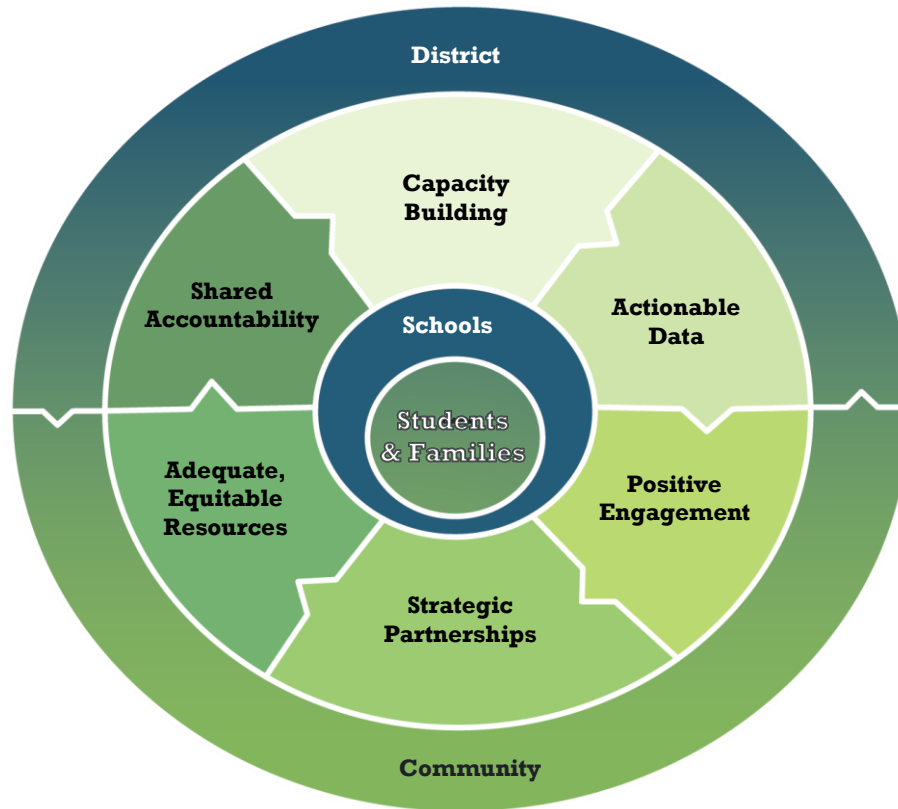 District
Capacity
Building
Shared
Accountability
Actionable
Data
Schools
Students
& Families
Adequate,
Equitable
Resources
Positive
Engagement
Strategic
Partnerships
Community